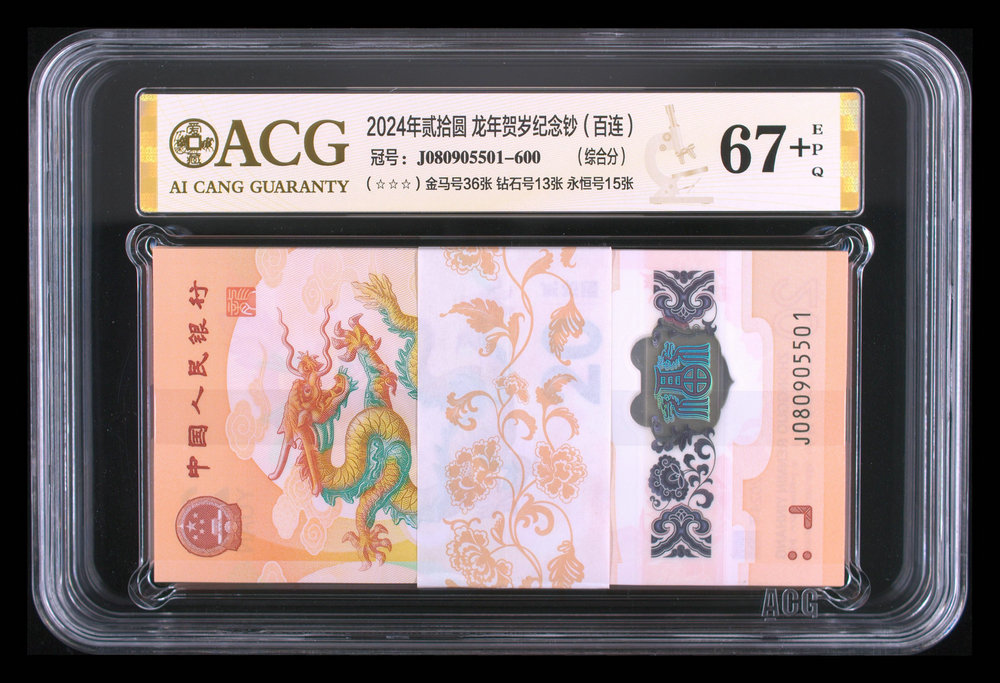 ACG
AI CANG GUARANTY
2024年贰拾圆 龙年贺岁纪念钞(百连)
冠号:J080905501-600 (综合分)
(☆☆☆)金马号36张 钻石号13张 永恒号15张
67+
EPQ
中国人民银行
J080905501
ACG